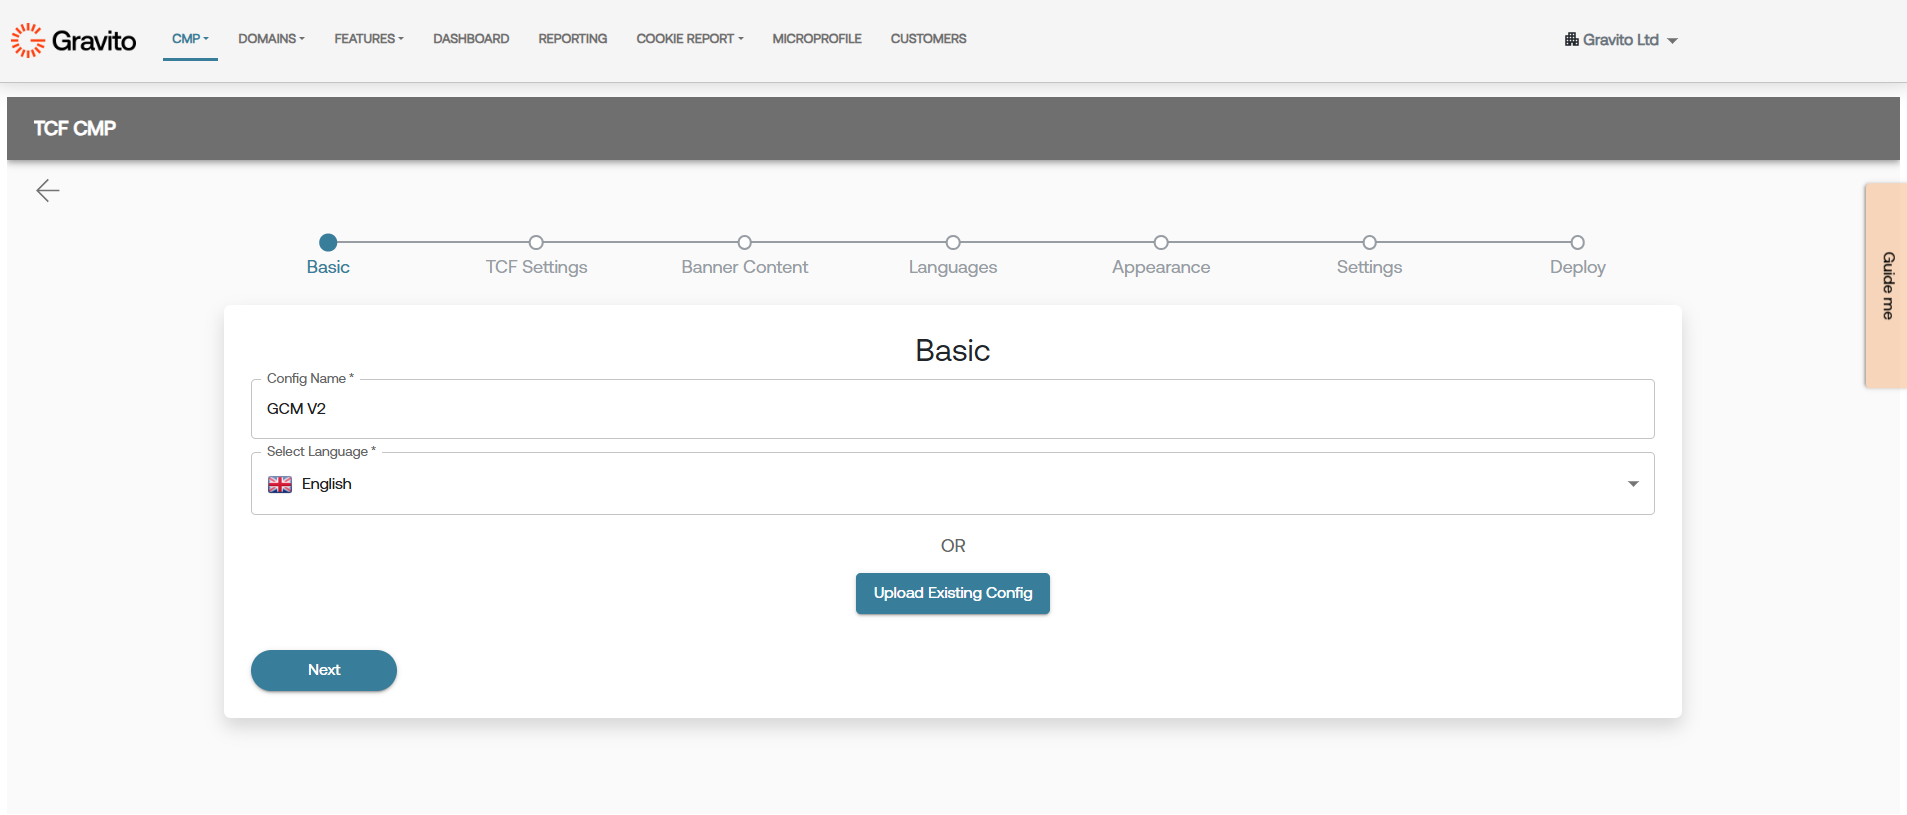 Gravito CMP DOMAINS FEATURES DASHBOARD REPORTING COOKIE REPORT MICROPROFILE CUSTOMERS Gravito Ltd
TCF CMP
Guide me
Basic TCF Settings Banner Content Languages Appearance Settings Deploy
Basic
Config Name *
GCM V2
Select Language *
English
OR
Upload Existing Config
Next